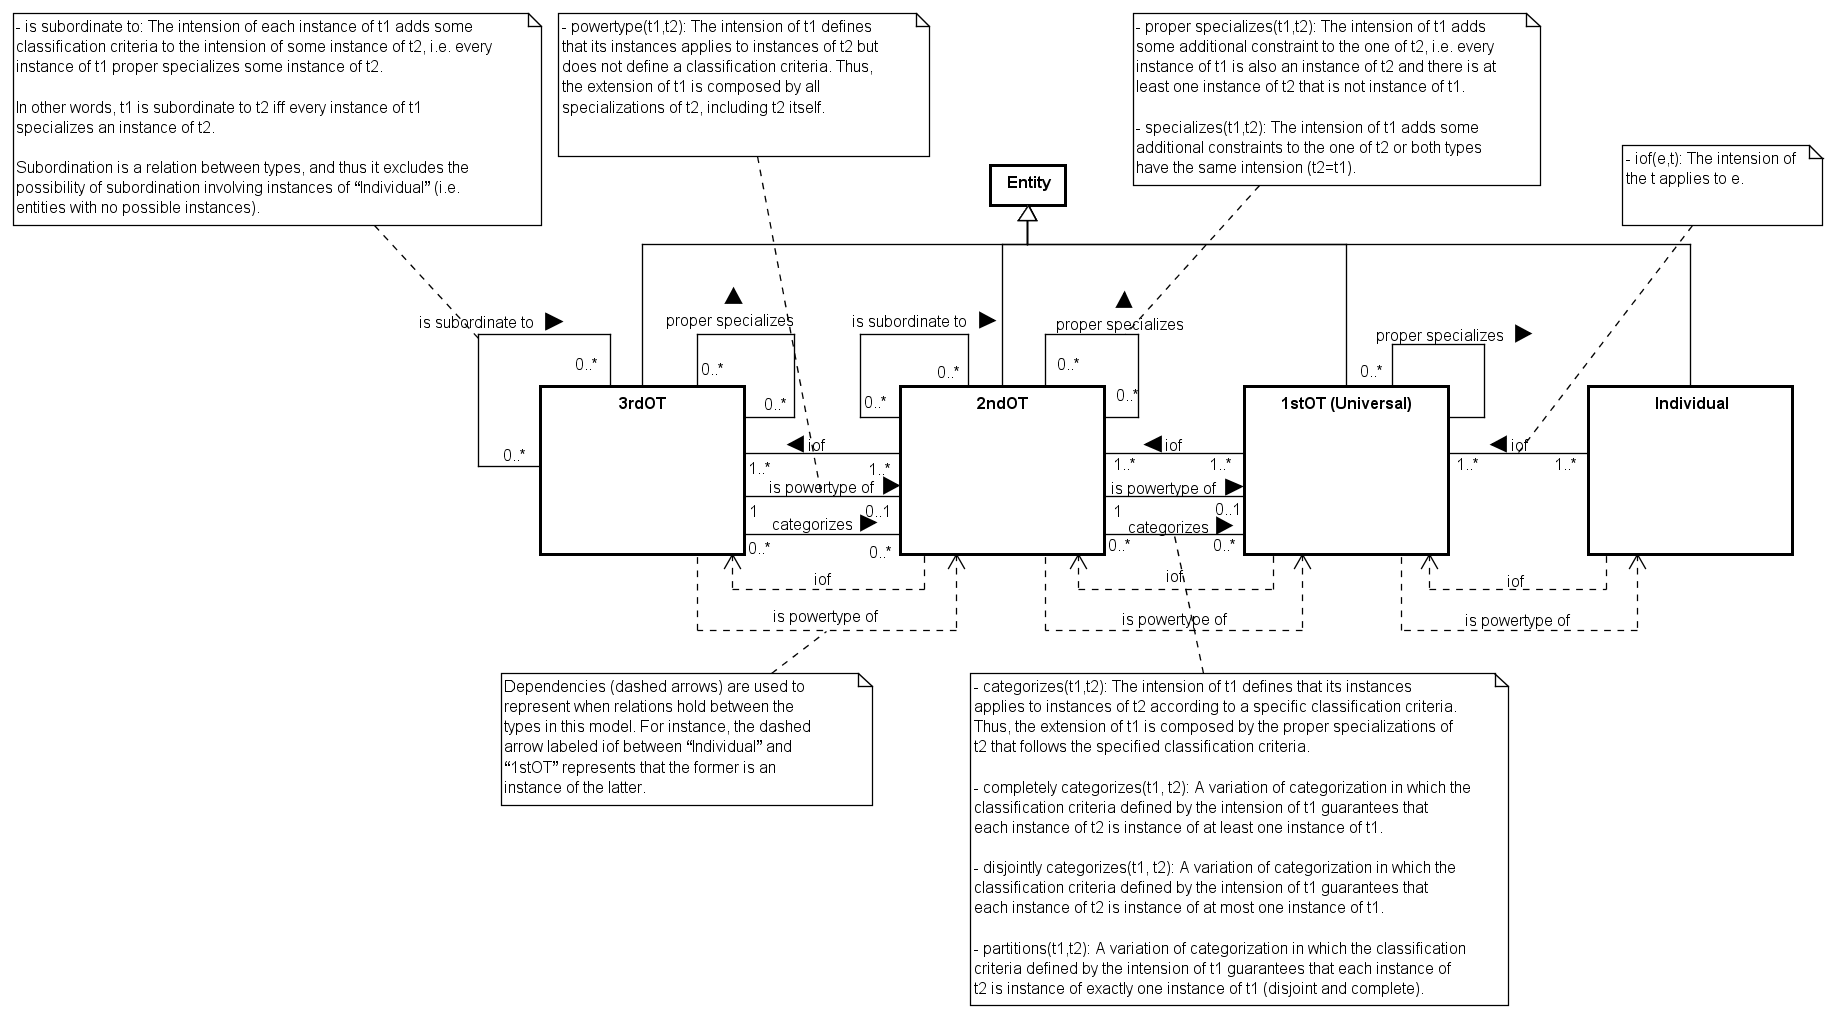 - is subordinate to: The intension of each instance of t1 adds some
classification criteria to the intension of some instance of t2, i.e. every
instance of t1 proper specializes some instance of t2.
In other words, t1 is subordinate to t2 iff every instance of t1
specializes an instance of t2.
Subordination is a relation between types, and thus it excludes the
possibility of subordination involving instances of “Individual” (i.e.
entities with no possible instances).
- powertype(t1,t2): The intension of t1 defines
that its instances applies to instances of t2 but
does not define a classification criteria. Thus,
the extension of t1 is composed by all
specializations of t2, including t2 itself.
- proper specializes(t1,t2): The intension of t1 adds
some additional constraint to the one of t2, i.e. every
instance of t1 is also an instance of t2 and there is at
least one instance of t2 that is not instance of t1.
- specializes(t1,t2): The intension of t1 adds some
additional constraints to the one of t2 or both types
have the same intension (t2=t1).
- iof(e,t): The intension of
the t applies to e.
Entity
is subordinate to
proper specializes
is subordinate to
proper specializes
proper specializes
0..*
0..*
0..*
0..*
0..*
0..*
0..*
0..*
0..*
0..*
3rdOT
2ndOT
1stOT (Universal)
Individual
iof
1..*
1..*
iof
1..*
1..*
iof
1..*
1..*
is powertype of
1
0..1
is powertype of
1
0..1
categorizes
0..*
0..*
categorizes
0..*
0..*
iof
iof
iof
is powertype of
is powertype of
is powertype of
Dependencies (dashed arrows) are used to
represent when relations hold between the
types in this model. For instance, the dashed
arrow labeled iof between “Individual” and
“1stOT” represents that the former is an
instance of the latter.
- categorizes(t1,t2): The intension of t1 defines that its instances
applies to instances of t2 according to a specific classification criteria.
Thus, the extension of t1 is composed by the proper specializations of
t2 that follows the specified classification criteria.
- completely categorizes(t1, t2): A variation of categorization in which the
classification criteria defined by the intension of t1 guarantees that
each instance of t2 is instance of at least one instance of t1.
- disjointly categorizes(t1, t2): A variation of categorization in which the
classification criteria defined by the intension of t1 guarantees that
each instance of t2 is instance of at most one instance of t1.
- partitions(t1,t2): A variation of categorization in which the classification
criteria defined by the intension of t1 guarantees that each instance of
t2 is instance of exactly one instance of t1 (disjoint and complete).